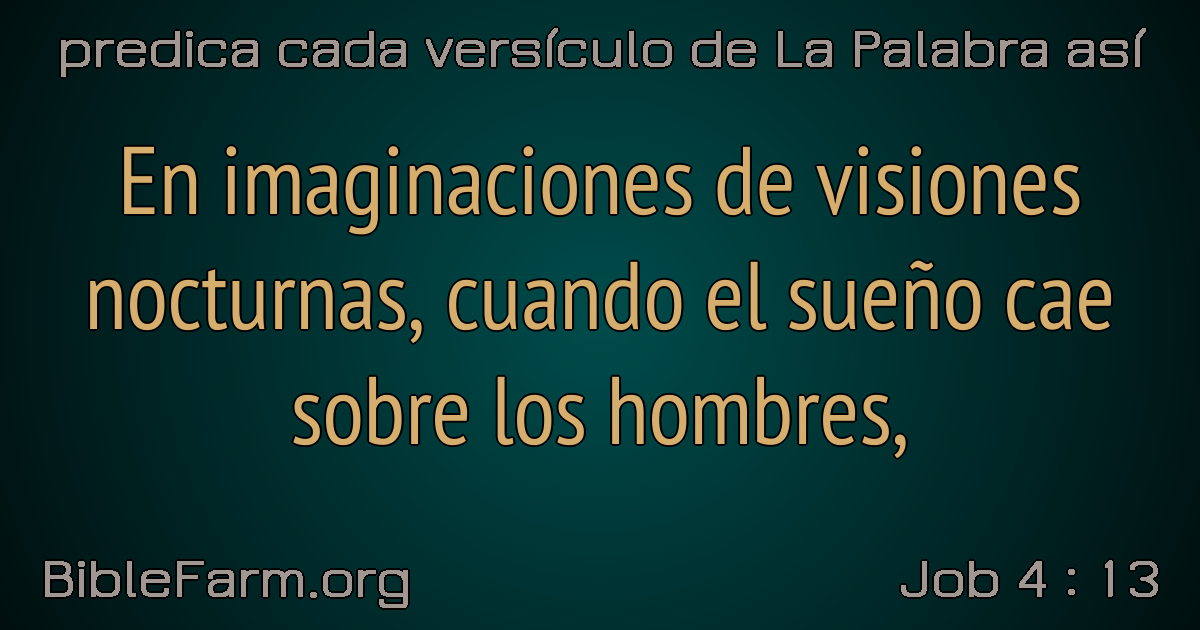 predica cada versículo de La Palabra así
En imaginaciones de visiones
nocturnas, cuando el sueño cae
sobre los hombres,
BibleFarm.org
Job 4 : 13